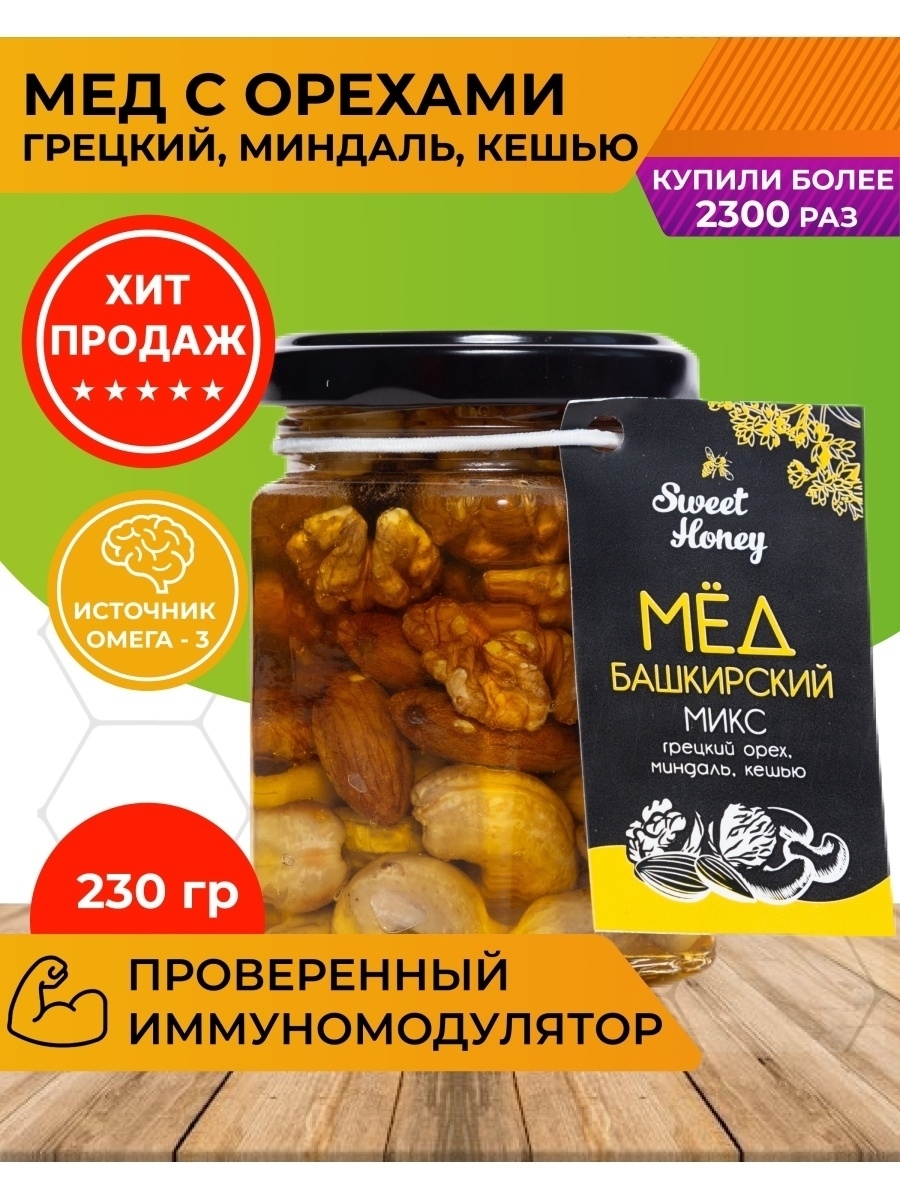 МЕД С ОРЕХАМИ
ГРЕЦКИЙ, МИНДАЛЬ, КЕШЬЮ
КУПИЛИ БОЛЕЕ
2300 РАЗ
ХИТ
ПРОДАЖ
ИСТОЧНИК
ОМЕГА - 3
Sweet
Honey
МЁД
БАШКИРСКИЙ
МИКС
грецкий орех,
миндаль, кешью
230 гр
ПРОВЕРЕННЫЙ
ИММУНОМОДУЛЯТОР